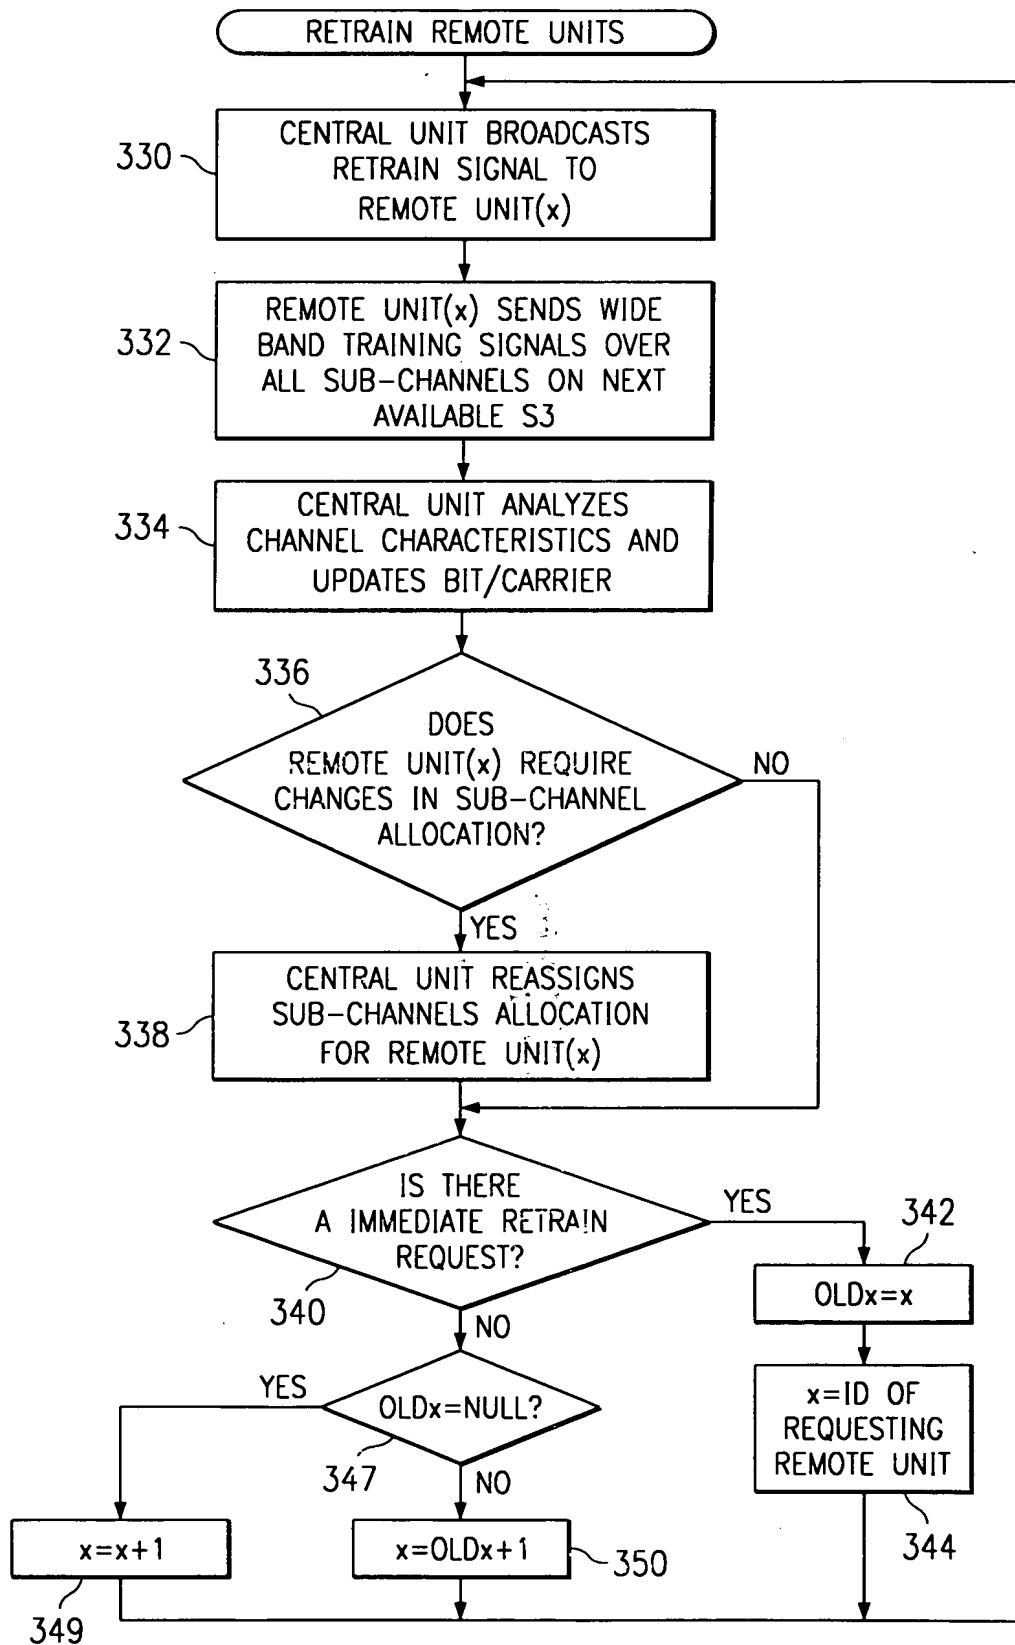 RETRAIN REMOTE UNITS
330
CENTRAL UNIT BROADCASTS
RETRAIN SIGNAL TO
REMOTE UNIT(x)
332
REMOTE UNIT(x) SENDS WIDE
BAND TRAINING SIGNALS OVER
ALL SUB-CHANNELS ON NEXT
AVAILABLE S3
334
CENTRAL UNIT ANALYZES
CHANNEL CHARACTERISTICS AND
UPDATES BIT/CARRIER
336
DOES
REMOTE UNIT(x) REQUIRE
CHANGES IN SUB-CHANNEL
ALLOCATION?
NO
YES
338
CENTRAL UNIT REASSIGNS
SUB-CHANNELS ALLOCATION
FOR REMOTE UNIT(x)
IS THERE
A IMMEDIATE RETRAIN
REQUEST?
340
YES
342
OLDx=x
NO
x=ID OF
REQUESTING
REMOTE UNIT
344
OLDx=NULL?
347
YES
NO
x=x+1
349
x=OLDx+1
350